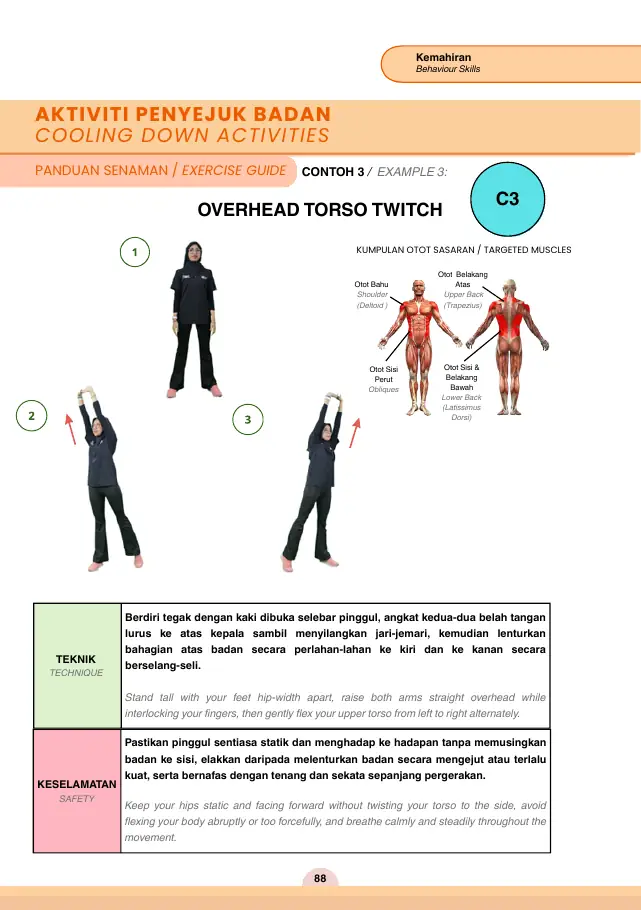 Kemahiran
Behaviour Skills
AKTIVITI PENYEJUK BADAN
COOLING DOWN ACTIVITIES
PANDUAN SENAMAN / EXERCISE GUIDE
CONTOH 3 / EXAMPLE 3:
C3
OVERHEAD TORSO TWITCH
1
KUMPULAN OTOT SASARAN / TARGETED MUSCLES
Otot Bahu
Shoulder
(Deltoid )
Otot Belakang
Atas
Upper Back
(Trapezius)
Otot Sisi
Perut
Obliques
Otot Sisi &
Belakang
Bawah
Lower Back
(Latissimus
Dorsi)
2
3
TEKNIK
TECHNIQUE
Berdiri tegak dengan kaki dibuka selebar pinggul, angkat kedua-dua belah tangan
lurus ke atas kepala sambil menyilangkan jari-jemari, kemudian lenturkan
bahagian atas badan secara perlahan-lahan ke kiri dan ke kanan secara
berselang-seli.
Stand tall with your feet hip-width apart, raise both arms straight overhead while
interlocking your fingers, then gently flex your upper torso from left to right alternately.
KESELAMATAN
SAFETY
Pastikan pinggul sentiasa statik dan menghadap ke hadapan tanpa memusingkan
badan ke sisi, elakkan daripada melenturkan badan secara mengejut atau terlalu
kuat, serta bernafas dengan tenang dan sekata sepanjang pergerakan.
Keep your hips static and facing forward without twisting your torso to the side, avoid
flexing your body abruptly or too forcefully, and breathe calmly and steadily throughout the
movement.
88